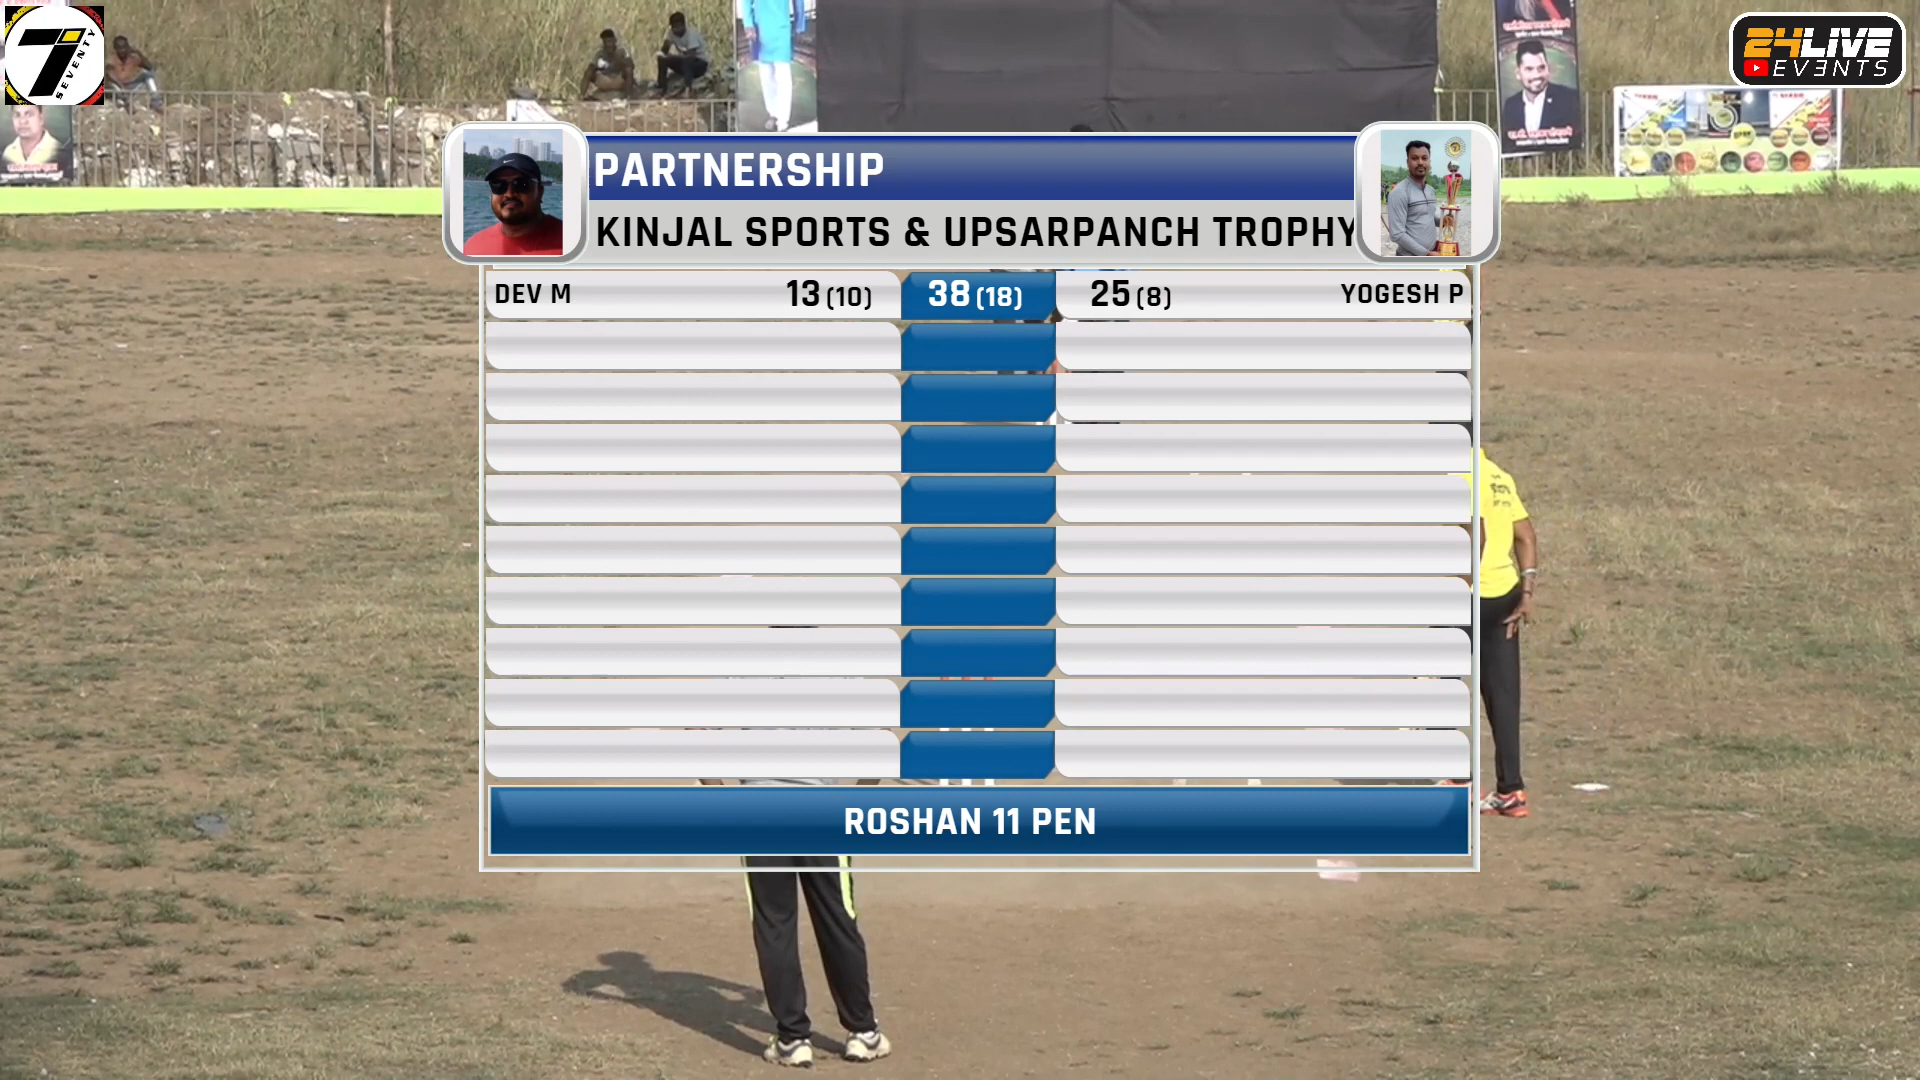 7i
SEVENTY
24LIVE
EVENTS
PARTNERSHIP
KINJAL SPORTS & UPSARPANCH TROPHY
DEV M 13 (10) 38 (18) 25 (8) YOGESH P
ROSHAN 11 PEN